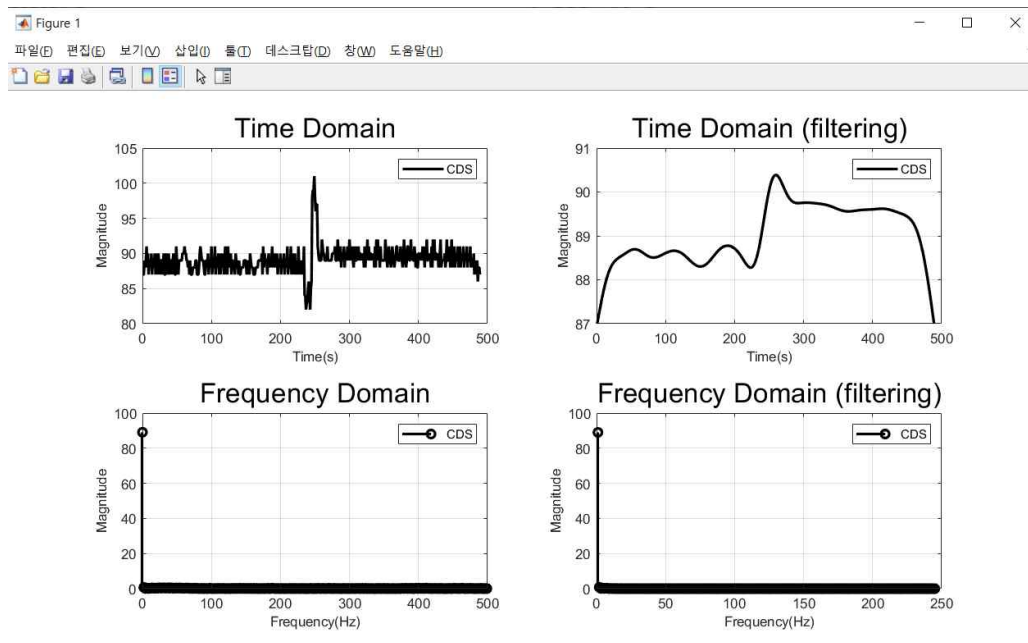 Figure 1
파일(F) 편집(E) 보기(V) 삽입(I) 툴(T) 데스크탑(D) 창(W) 도움말(H)
Time Domain
105
100
95
90
85
80
Magnitude
CDS
0 100 200 300 400 500
Time(s)
Time Domain (filtering)
91
90
89
88
87
Magnitude
CDS
0 100 200 300 400 500
Time(s)
Frequency Domain
100
80
60
40
20
0
Magnitude
CDS
0 100 200 300 400 500
Frequency(Hz)
Frequency Domain (filtering)
100
80
60
40
20
0
Magnitude
CDS
0 50 100 150 200 250
Frequency(Hz)